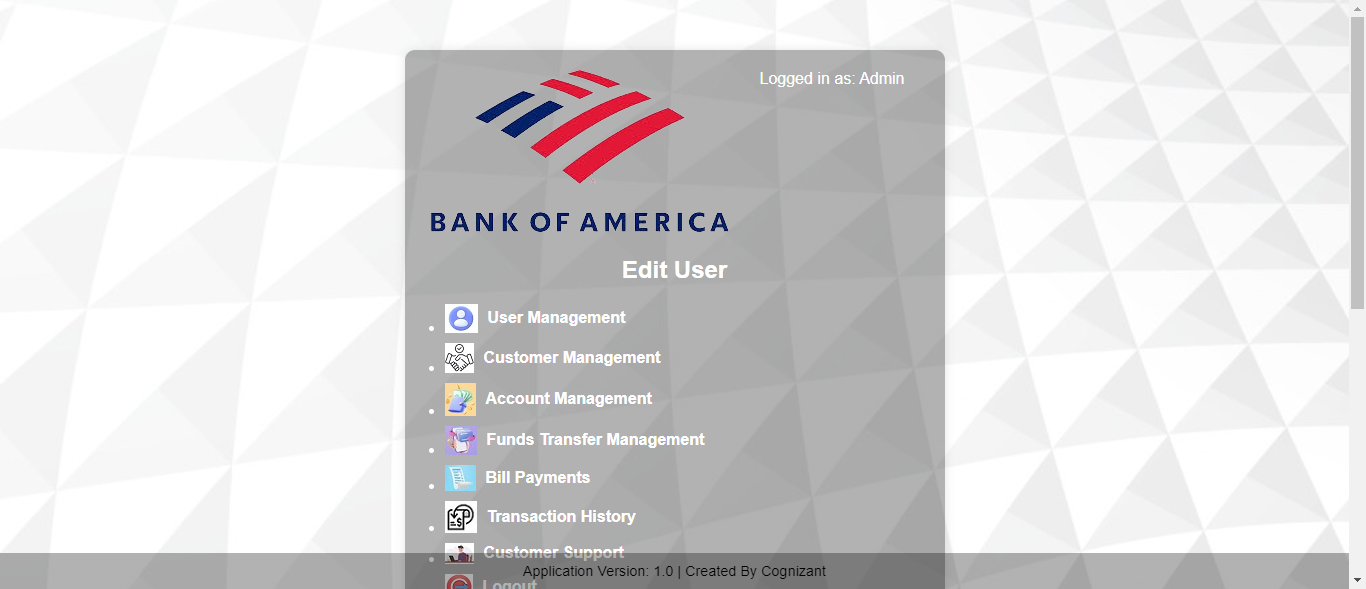 Logged in as: Admin
BANK OF AMERICA
Edit User
User Management
Customer Management
Account Management
Funds Transfer Management
Bill Payments
Transaction History
Customer Support
Application Version: 1.0 | Created By Cognizant
Logout